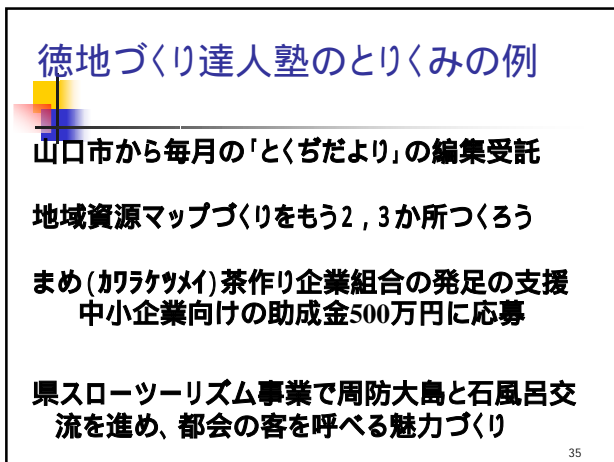 徳地づくり達人塾のとりくみの例
山口市から毎月の｢とくぢだより｣の編集受託
地域資源マップづくりをもう2，3か所つくろう
まめ(ｶﾜﾗｹﾂﾒｲ)茶作り企業組合の発足の支援
中小企業向けの助成金500万円に応募
県スローツーリズム事業で周防大島と石風呂交
流を進め、都会の客を呼べる魅力づくり
35